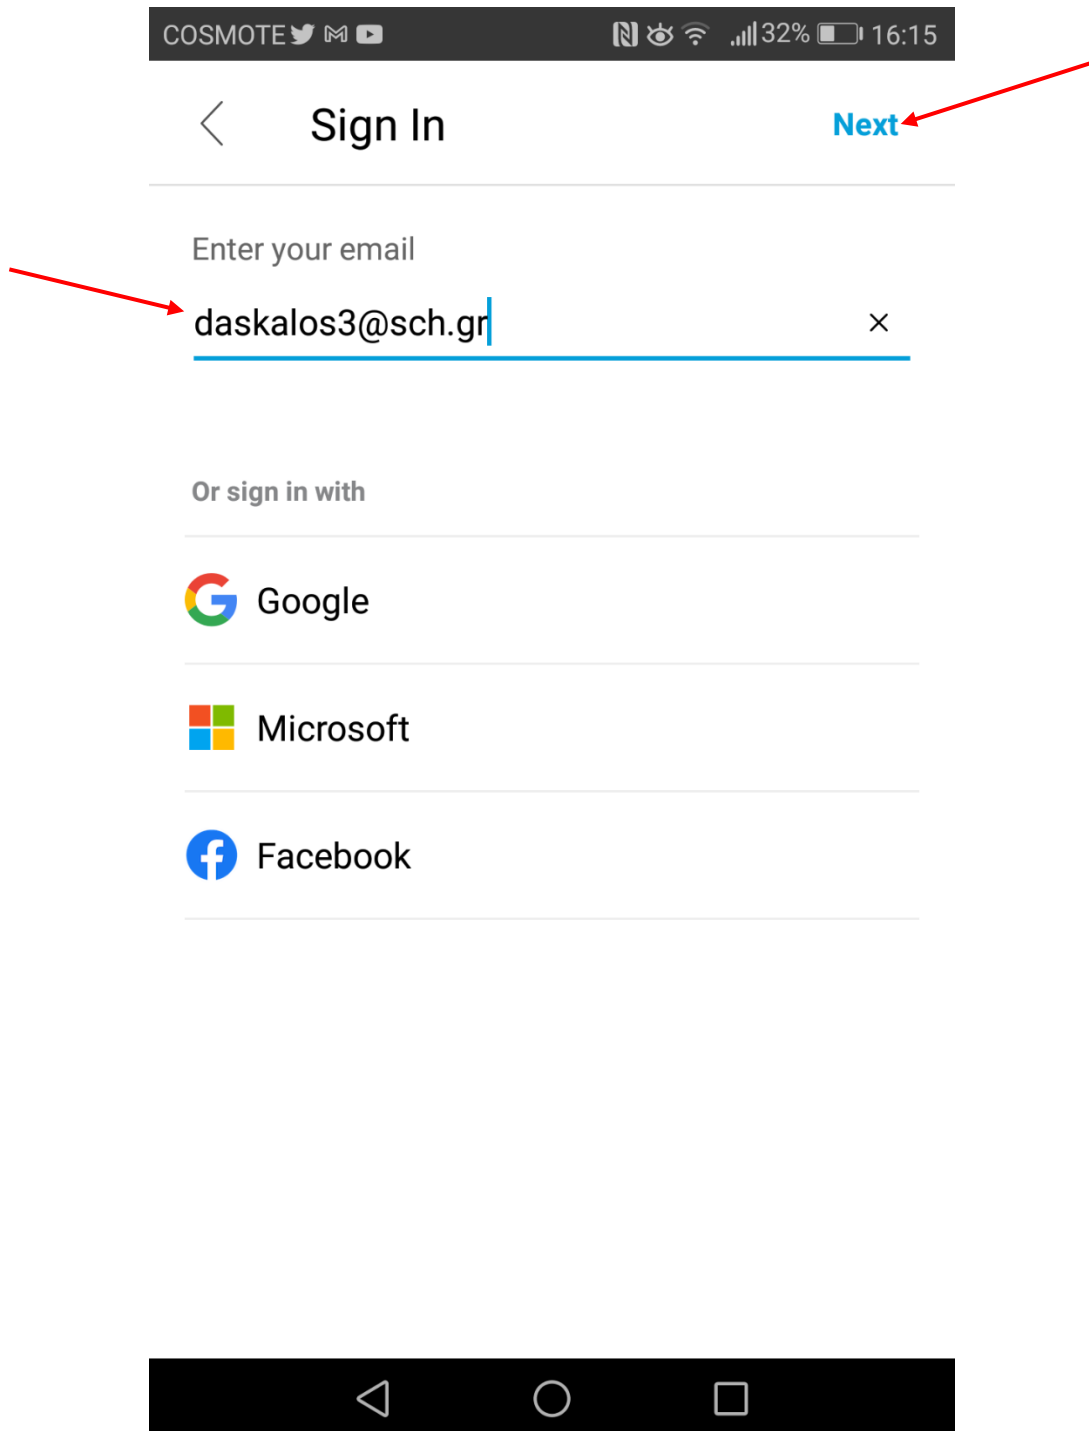 COSMOTE 32% 16:15
Sign In Next
Enter your email
daskalos3@sch.gr
Or sign in with
Google
Microsoft
Facebook